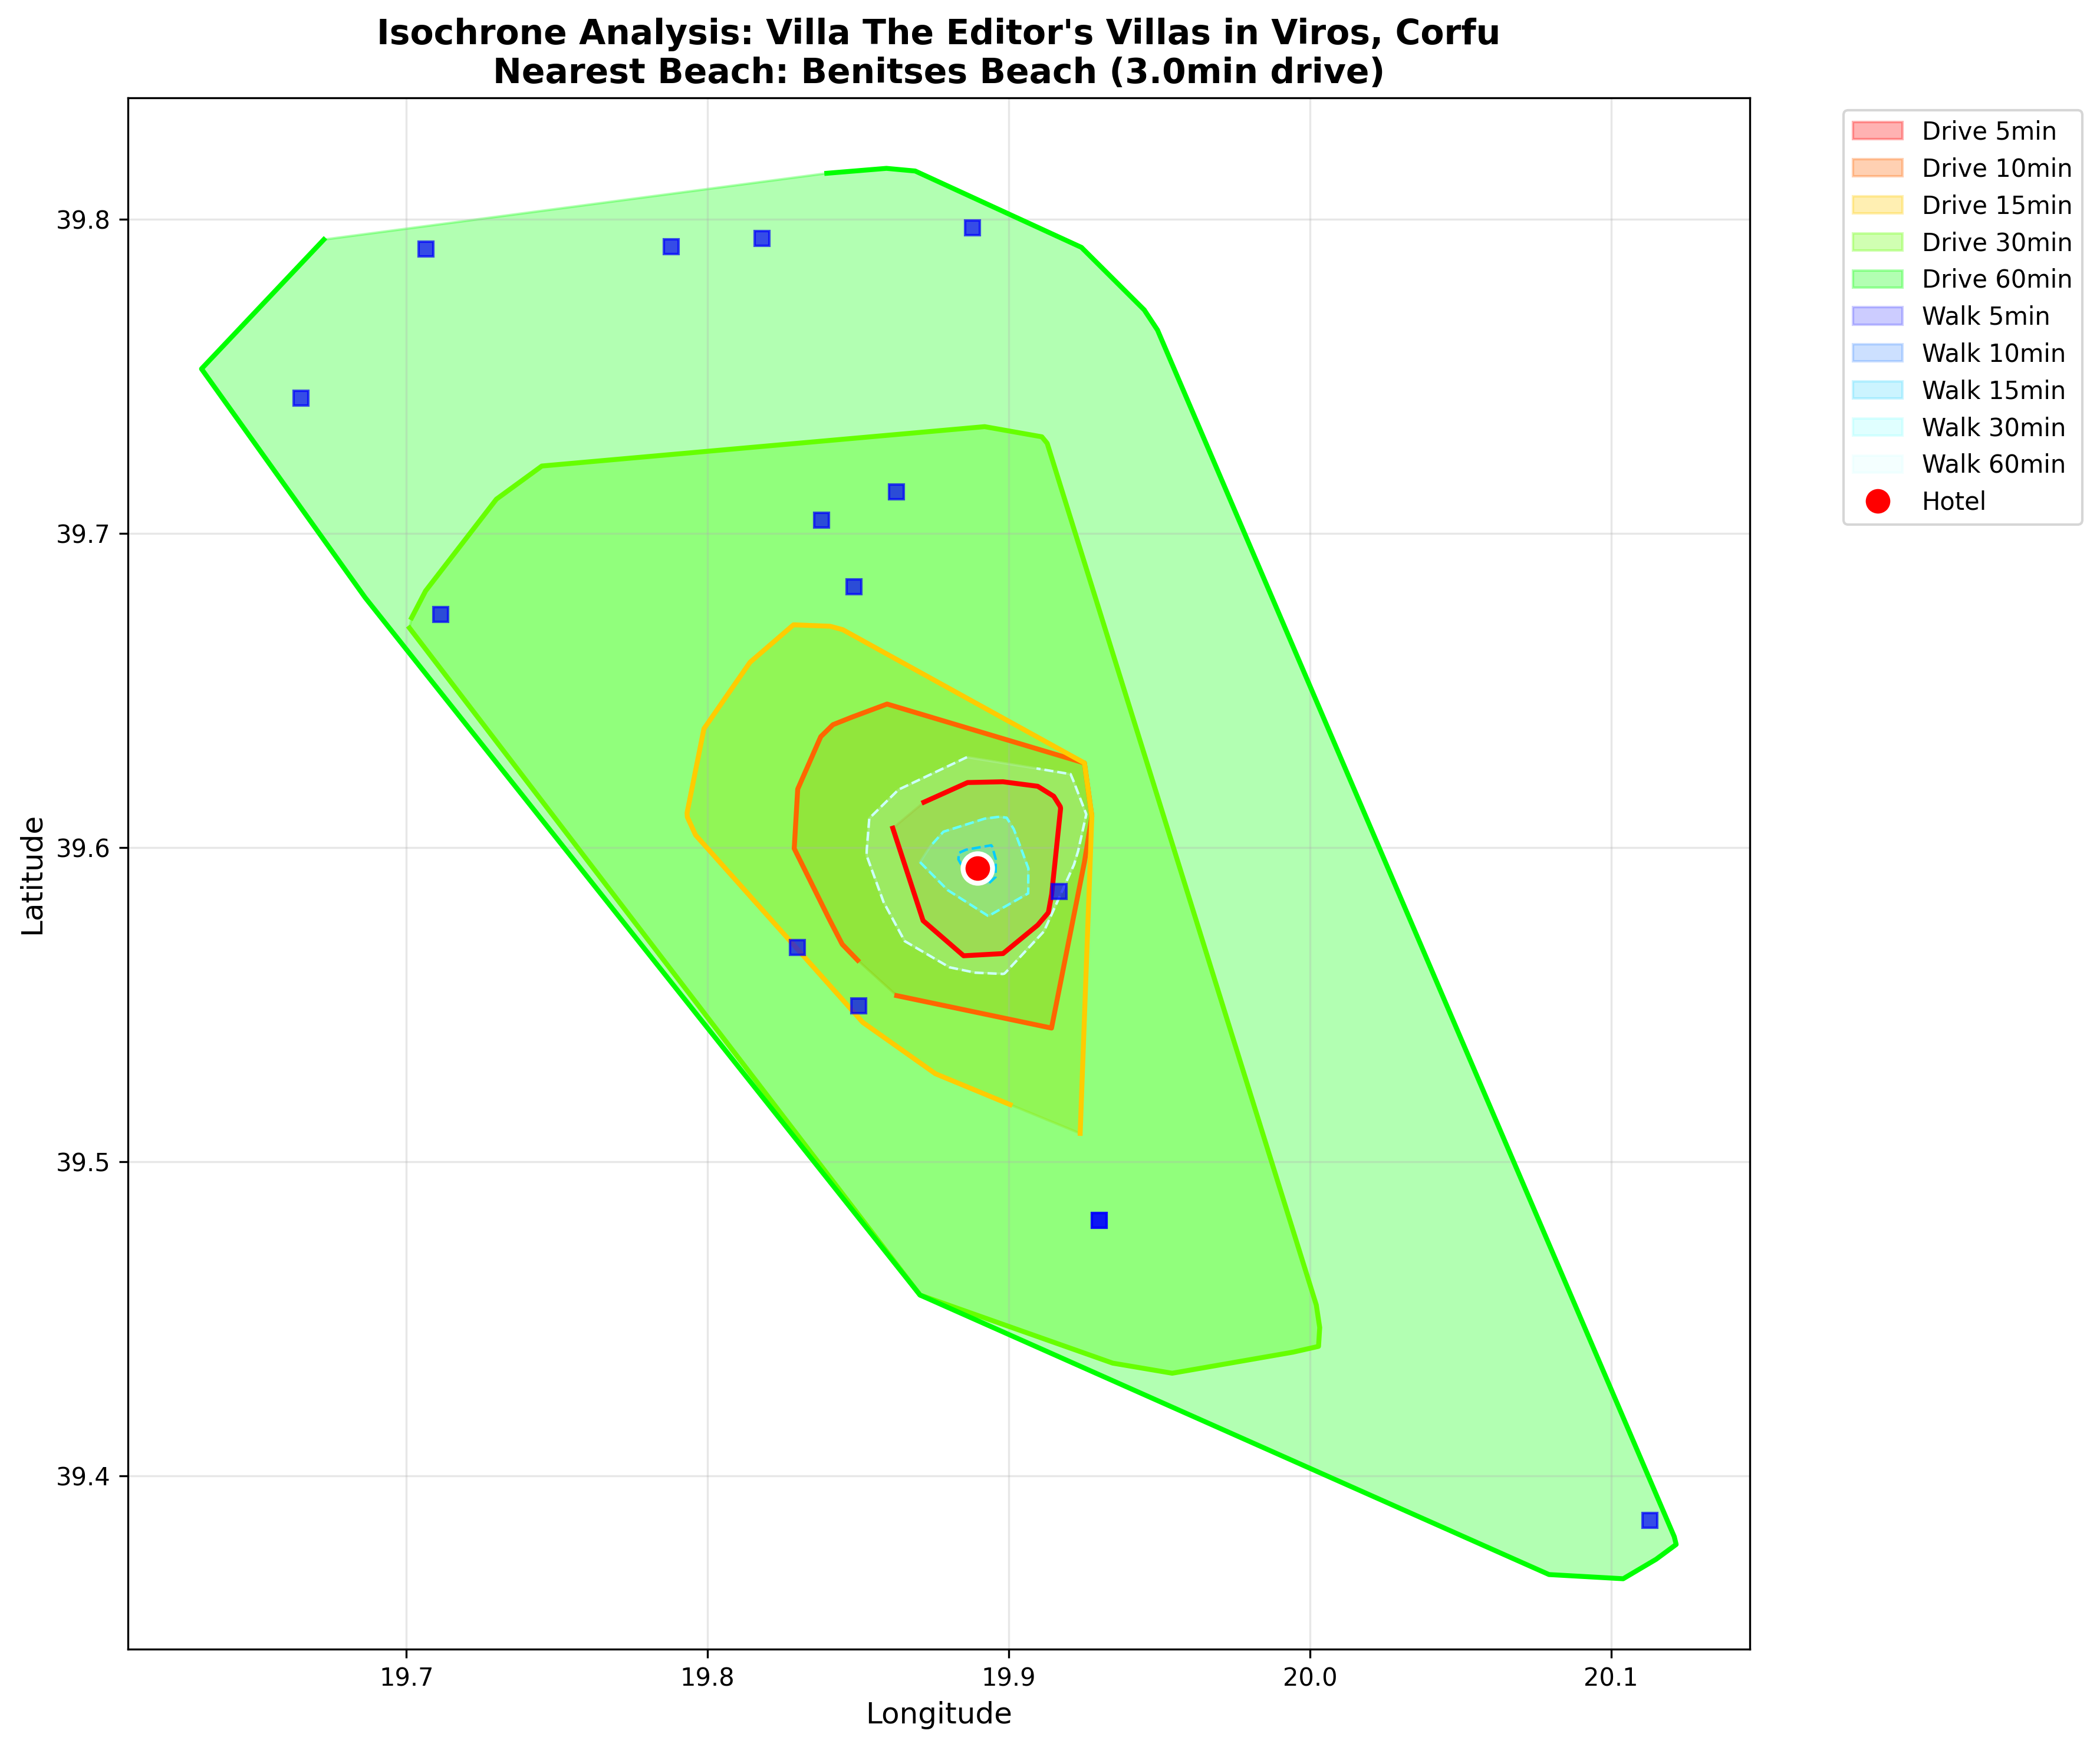 Isochrone Analysis: Villa The Editor's Villas in Viros, Corfu
Nearest Beach: Benitses Beach (3.0min drive)
Drive 5min
Drive 10min
Drive 15min
Drive 30min
Drive 60min
Walk 5min
Walk 10min
Walk 15min
Walk 30min
Walk 60min
Hotel
Latitude
39.8
39.7
39.6
39.5
39.4
19.7
19.8
19.9
20.0
20.1
Longitude